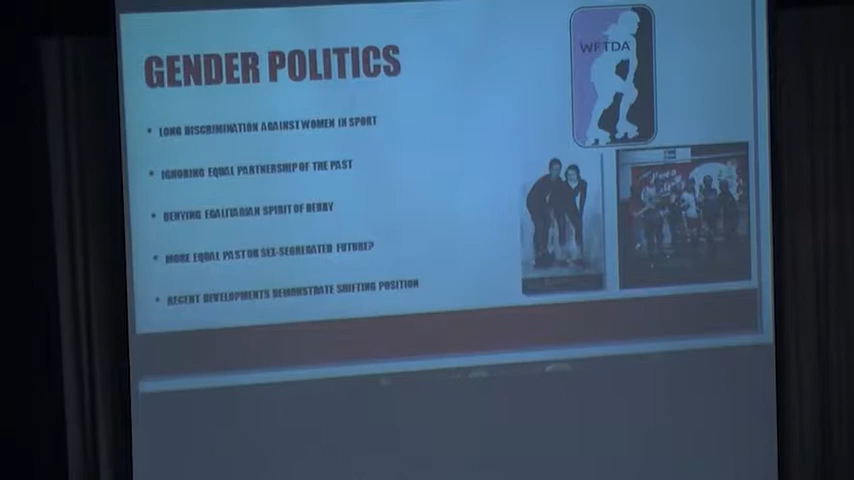 GENDER POLITICS
WFTDA
• LONG DISCRIMINATION AGAINST WOMEN IN SPORT
• IGNORING EQUAL PARTNERSHIP OF THE PAST
• DENYING EGALITARIAN SPIRIT OF DERBY
• MORE EQUAL PAST OR SEX-SEGREGATED FUTURE?
• RECENT DEVELOPMENTS DEMONSTRATE SHIFTING POSITION